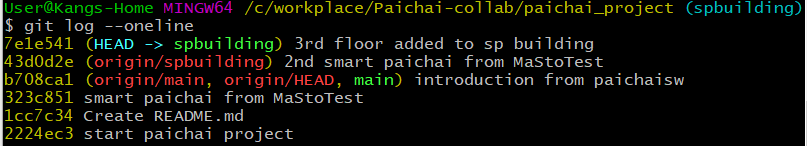 User@Kangs-Home MINGW64 /c/workplace/Paichai-collab/paichai_project (spbuilding)
$ git log --oneline
7e1e541 (HEAD -> spbuilding) 3rd floor added to sp building
43d0d2e (origin/spbuilding) 2nd smart paichai from MaStoTest
b708ca1 (origin/main, origin/HEAD, main) introduction from paichaisw
323c851 smart paichai from MaStoTest
1cc7c34 Create README.md
2224ec3 start paichai project